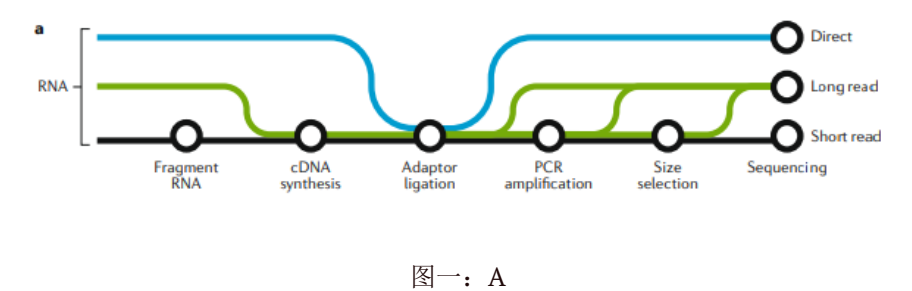 a
Direct
RNA
Long read
Short read
Fragment
RNA
cDNA
synthesis
Adaptor
ligation
PCR
amplification
Size
selection
Sequencing
图一：A